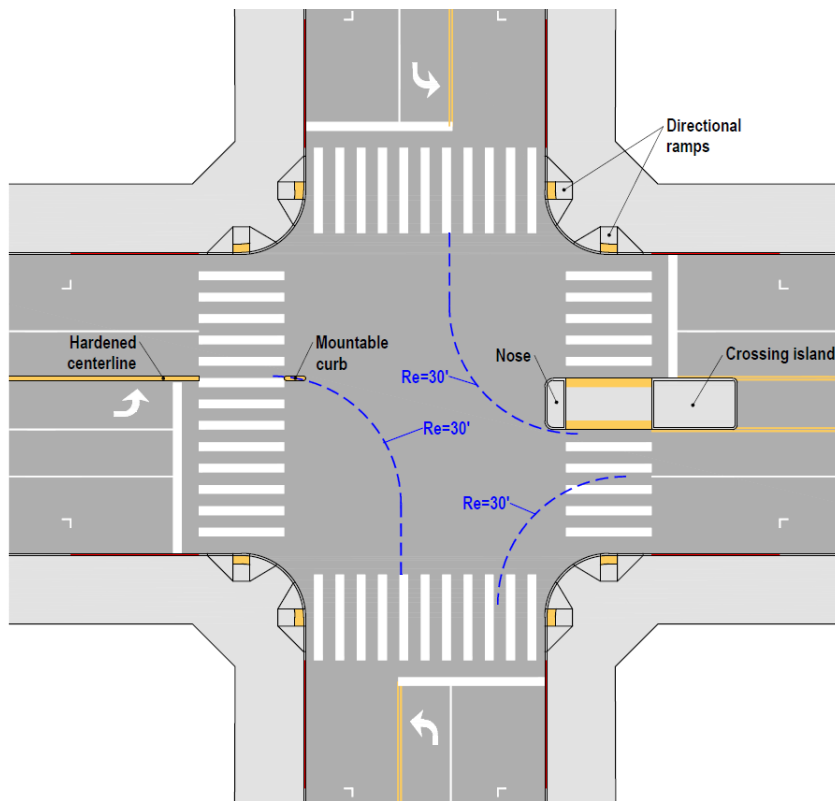 Directional
ramps
Hardened
centerline
Mountable
curb
Nose
Crossing island
Re=30'
Re=30'
Re=30'